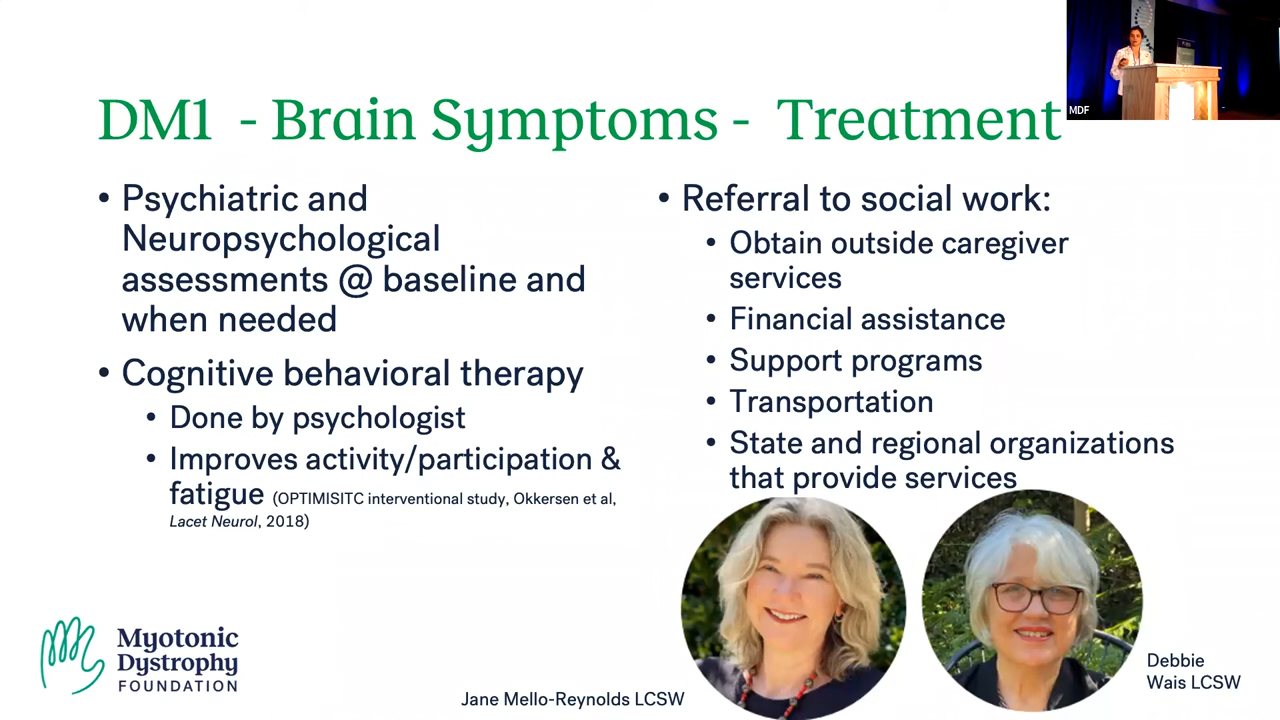 MDF
DM1 - Brain Symptoms - Treatment
• Psychiatric and
Neuropsychological
assessments @ baseline and
when needed
• Cognitive behavioral therapy
• Done by psychologist
• Improves activity/participation &
fatigue (OPTIMISITC interventional study, Okkersen et al,
Lacet Neurol, 2018)
• Referral to social work:
• Obtain outside caregiver
services
• Financial assistance
• Support programs
• Transportation
• State and regional organizations
that provide services
Myotonic
Dystrophy
FOUNDATION
Jane Mello-Reynolds LCSW
Debbie
Wais LCSW